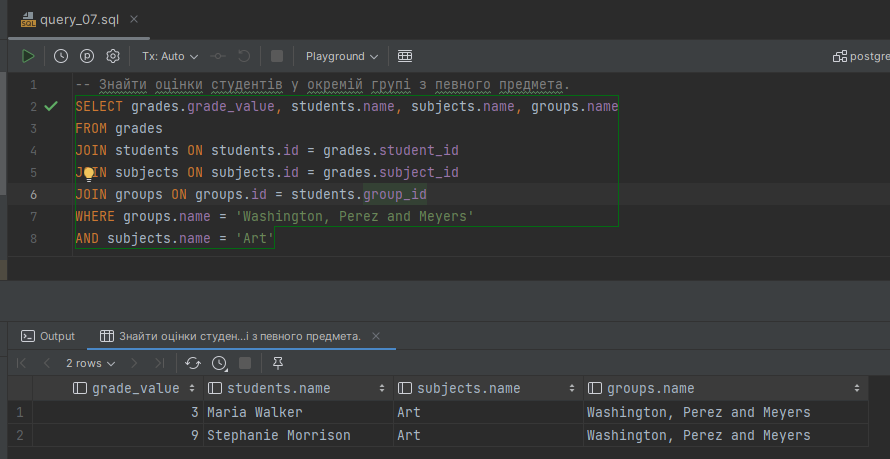 query_07.sql
Tx: Auto
Playground
postgre
1 -- Знайти оцінки студентів у окремій групі з певного предмета.
2 SELECT grades.grade_value, students.name, subjects.name, groups.name
3 FROM grades
4 JOIN students ON students.id = grades.student_id
5 JOIN subjects ON subjects.id = grades.subject_id
6 JOIN groups ON groups.id = students.group_id
7 WHERE groups.name = 'Washington, Perez and Meyers'
8 AND subjects.name = 'Art'
Output Знайти оцінки студен...і з певного предмета.
2 rows
grade_value students.name subjects.name groups.name
1 3 Maria Walker Art Washington, Perez and Meyers
2 9 Stephanie Morrison Art Washington, Perez and Meyers